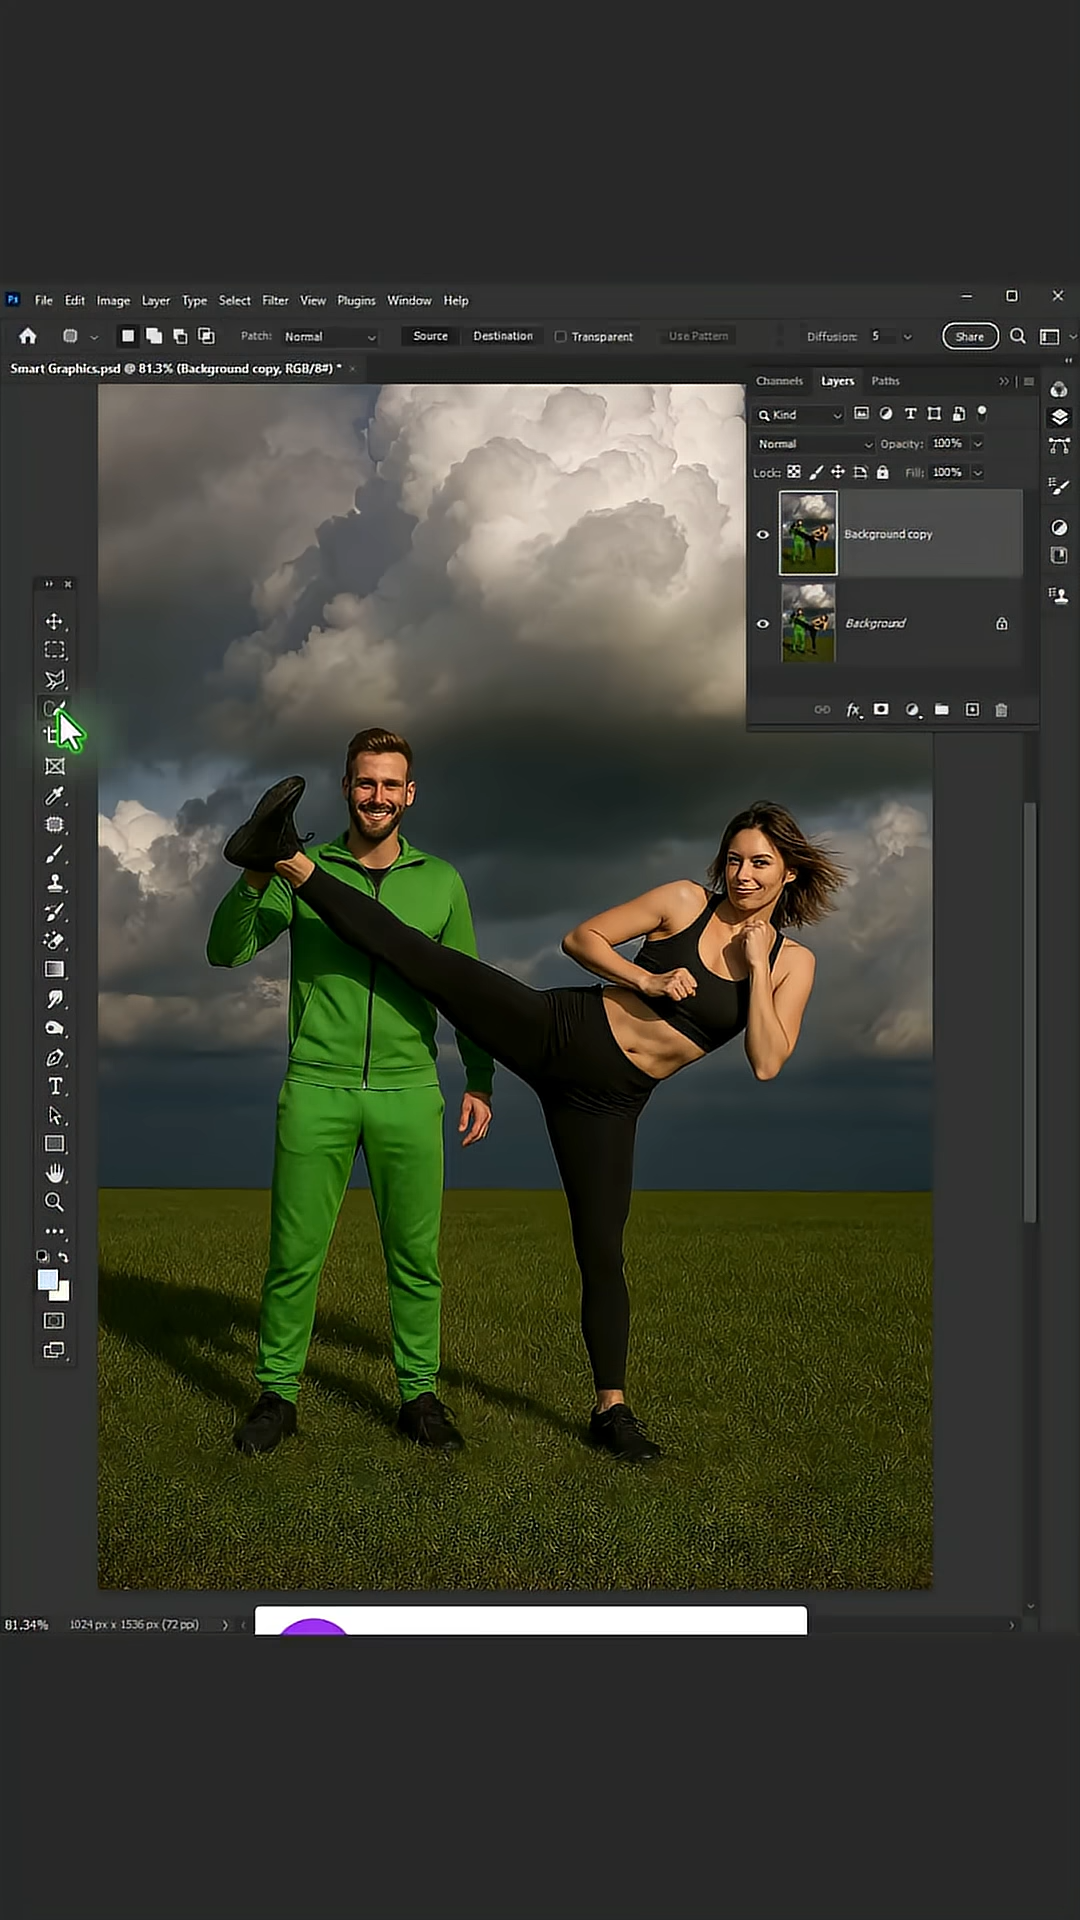 Ps File Edit Image Layer Type Select Filter View Plugins Window Help
Patch: Normal Source Destination Transparent Use Pattern Diffusion: 5 Share
Smart Graphics.psd @ 81.3% (Background copy, RGB/8#) *
Channels Layers Paths
Kind
Normal Opacity: 100%
Lock: Fill: 100%
Background copy
Background
81.34% 1024 px x 1536 px (72 ppi)